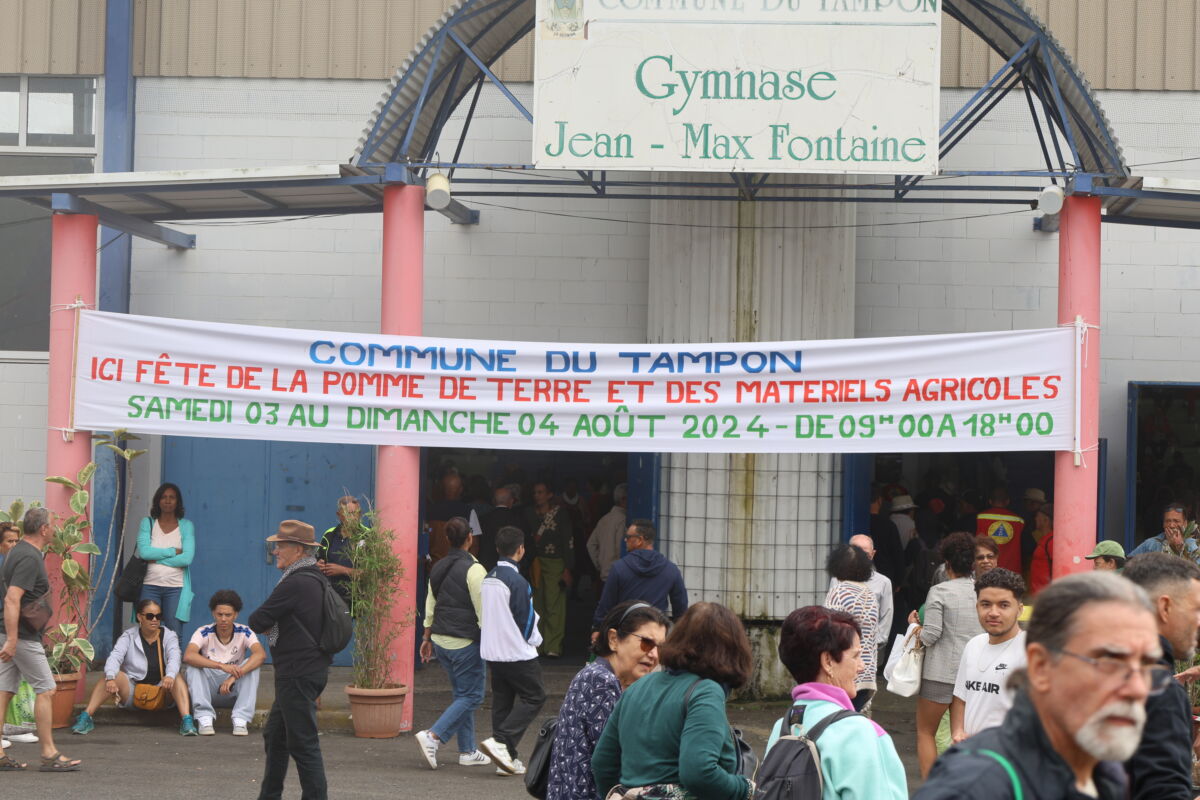 COMMUNE DU TAMPON
Gymnase
Jean - Max Fontaine
COMMUNE DU TAMPON
ICI FÊTE DE LA POMME DE TERRE ET DES MATERIELS AGRICOLES
SAMEDI 03 AU DIMANCHE 04 AOÛT 2024 - DE 09H00 A 18H00
NIKE AIR